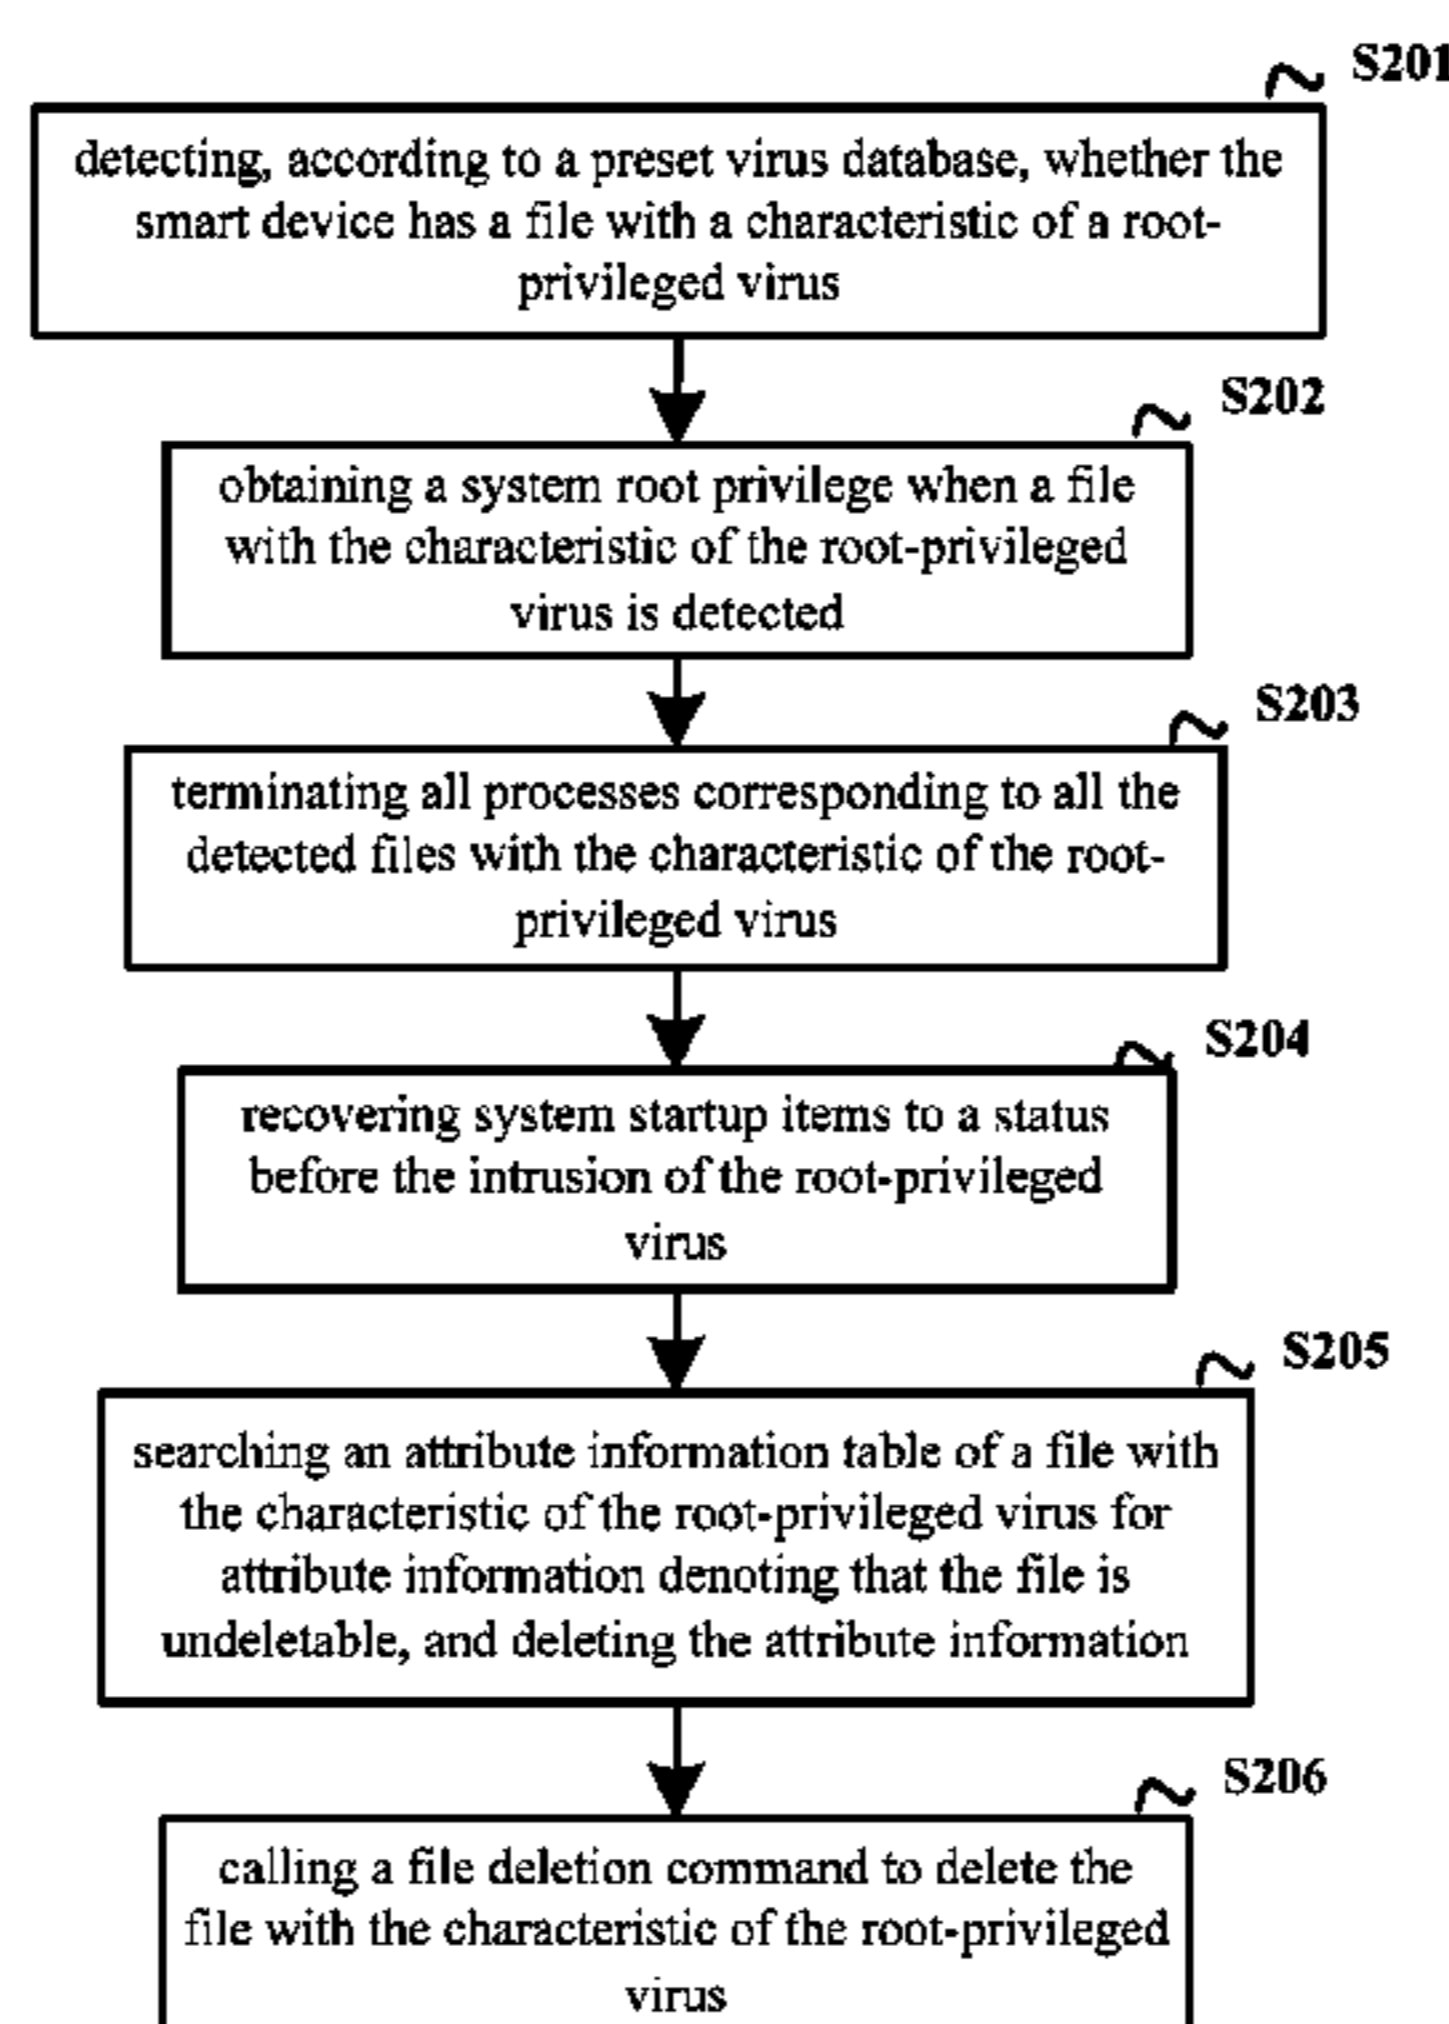 S201
detecting, according to a preset virus database, whether the
smart device has a file with a characteristic of a root-
privileged virus
S202
obtaining a system root privilege when a file
with the characteristic of the root-privileged
virus is detected
S203
terminating all processes corresponding to all the
detected files with the characteristic of the root-
privileged virus
S204
recovering system startup items to a status
before the intrusion of the root-privileged
virus
S205
searching an attribute information table of a file with
the characteristic of the root-privileged virus for
attribute information denoting that the file is
undeletable, and deleting the attribute information
S206
calling a file deletion command to delete the
file with the characteristic of the root-privileged
virus